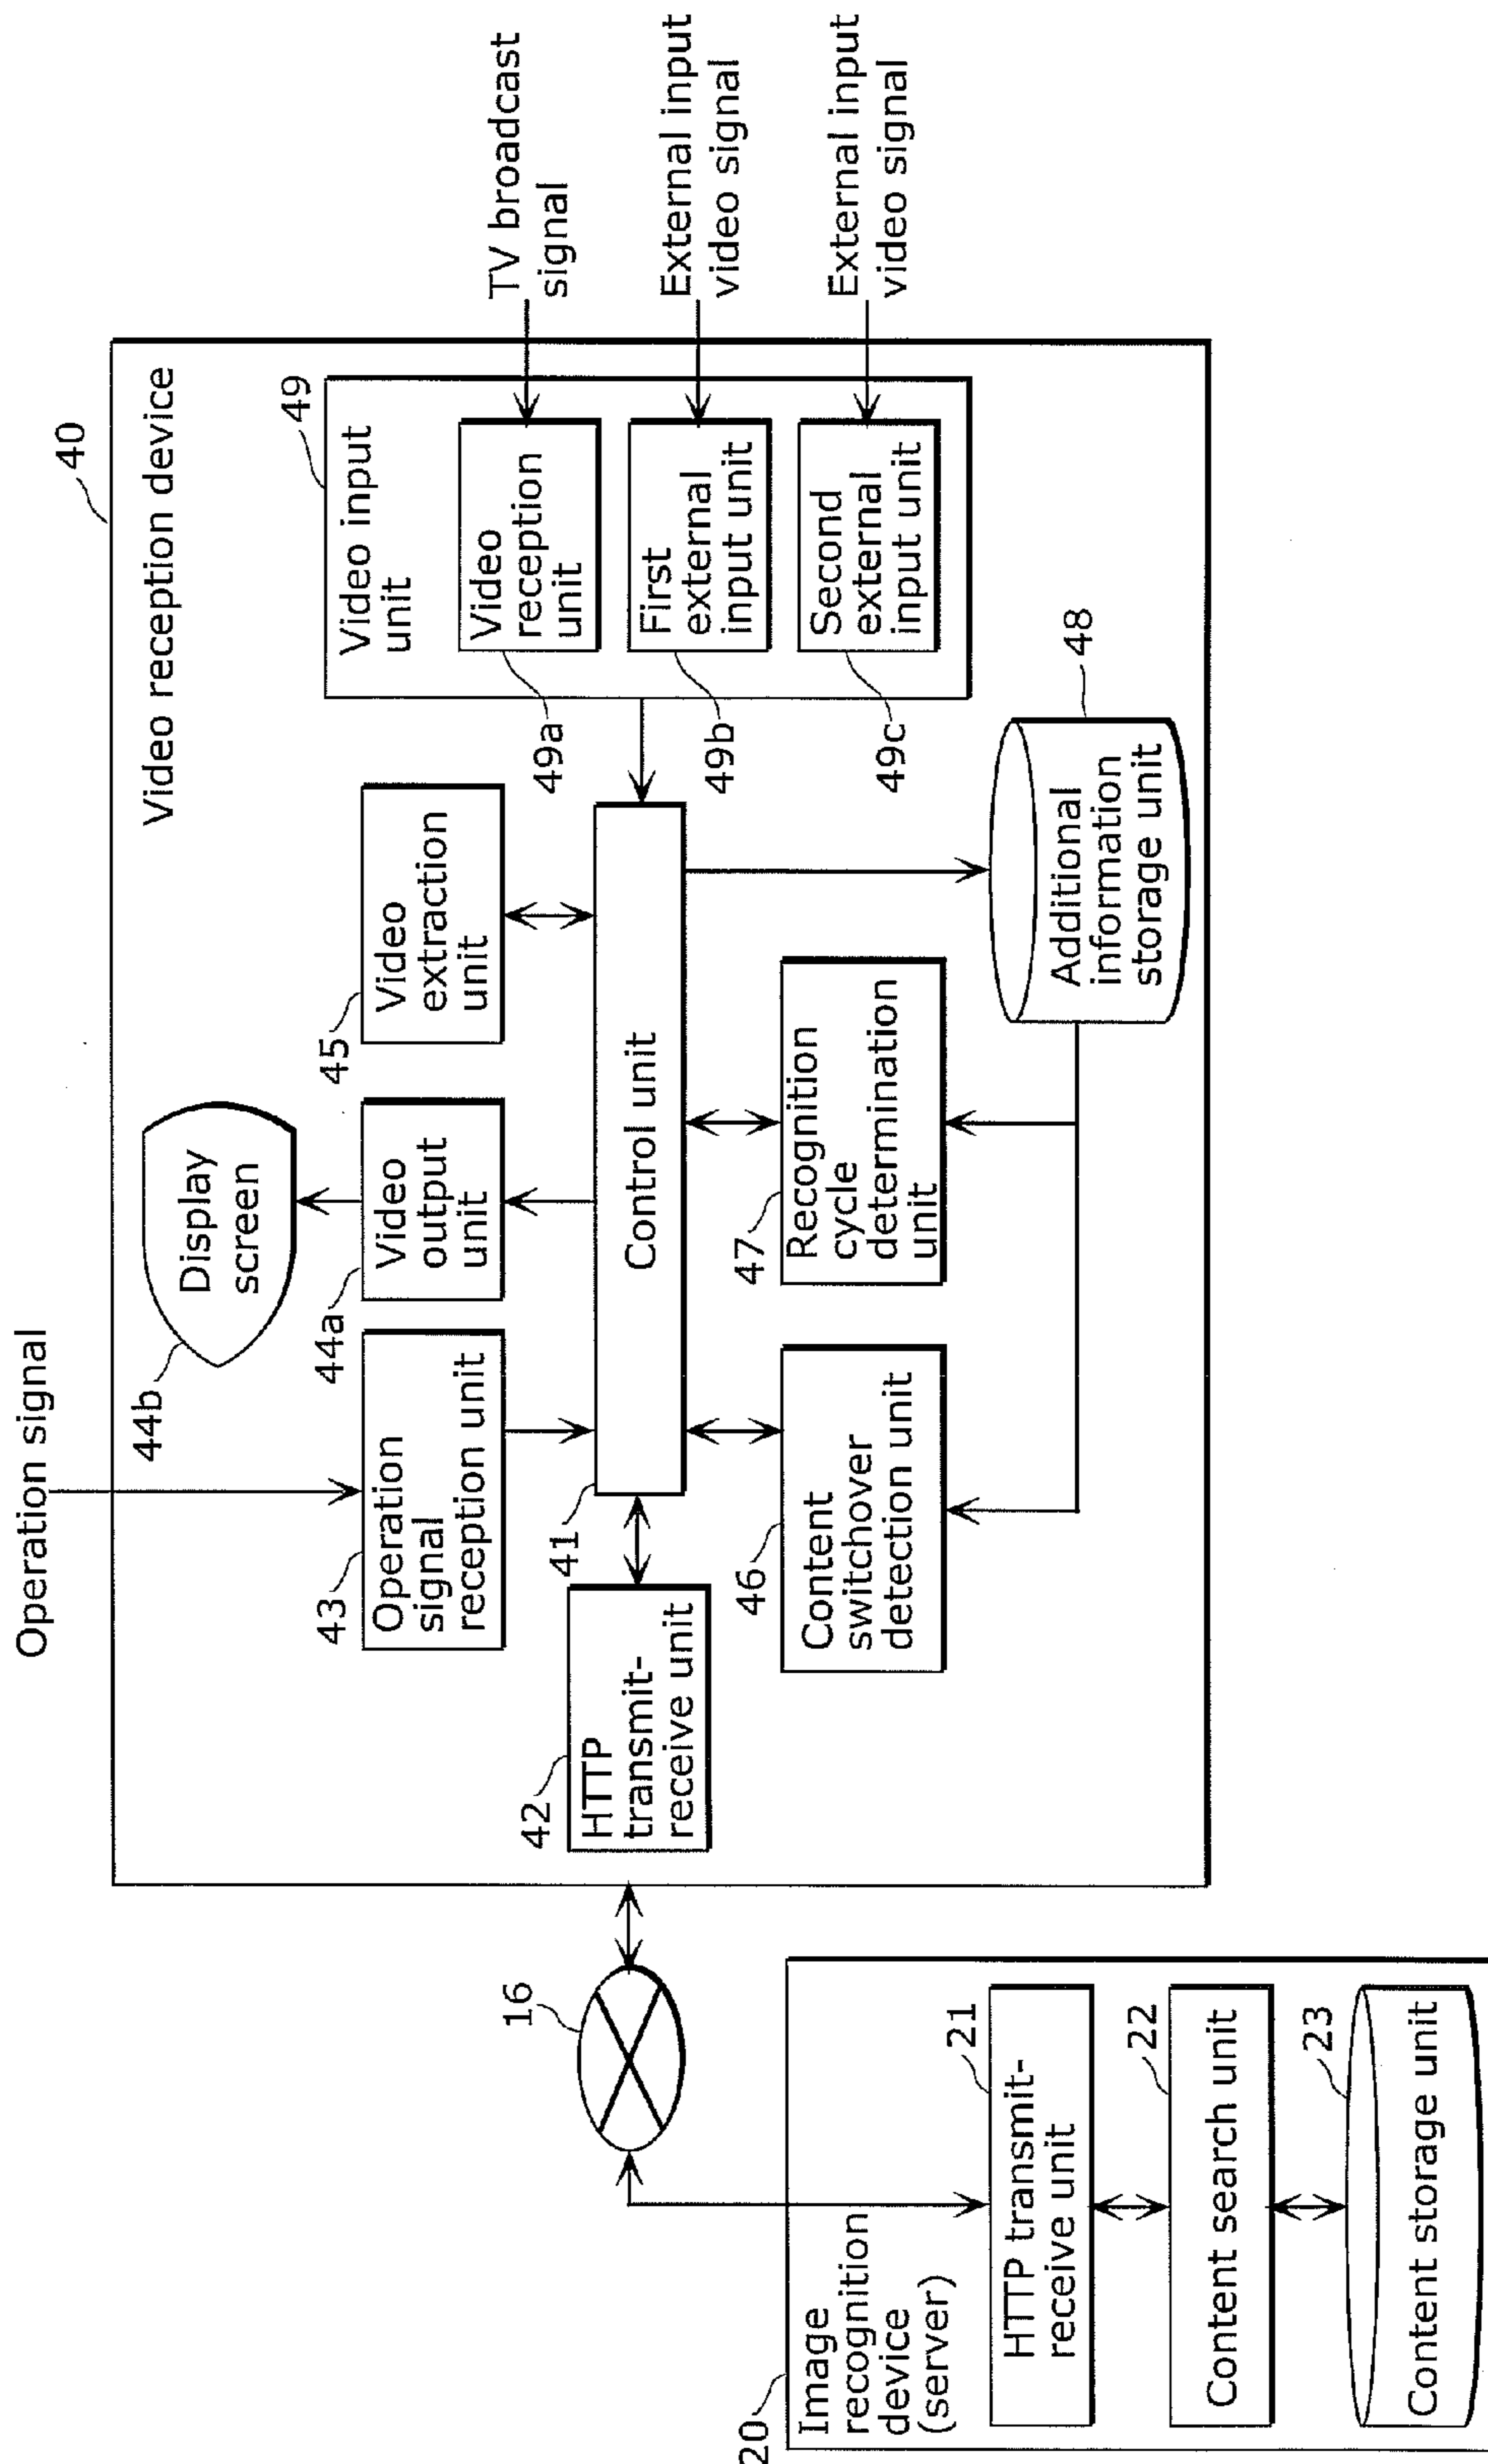 Operation signal
40
Video reception device
44b
Display
screen
43
Operation
signal
reception unit
44a
Video
output
unit
45
Video
extraction
unit
49
Video input
unit
49a
Video
reception
unit
TV broadcast
signal
49b
First
external
input unit
External input
video signal
49c
Second
external
input unit
External input
video signal
42
HTTP
transmit-
receive unit
41
Control unit
46
Content
switchover
detection unit
47
Recognition
cycle
determination
unit
48
Additional
information
storage unit
16
20
Image
recognition
device
(server)
21
HTTP transmit-
receive unit
22
Content search unit
23
Content storage unit